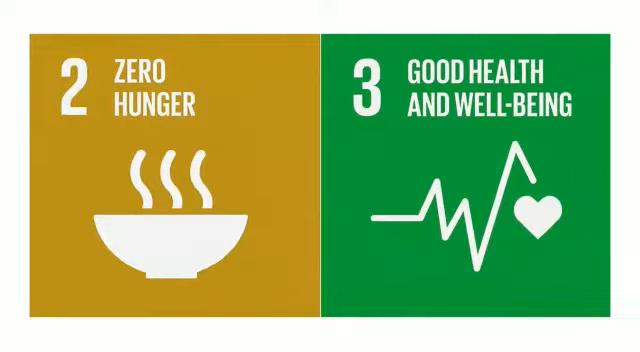 2 ZERO
HUNGER
3 GOOD HEALTH
AND WELL-BEING